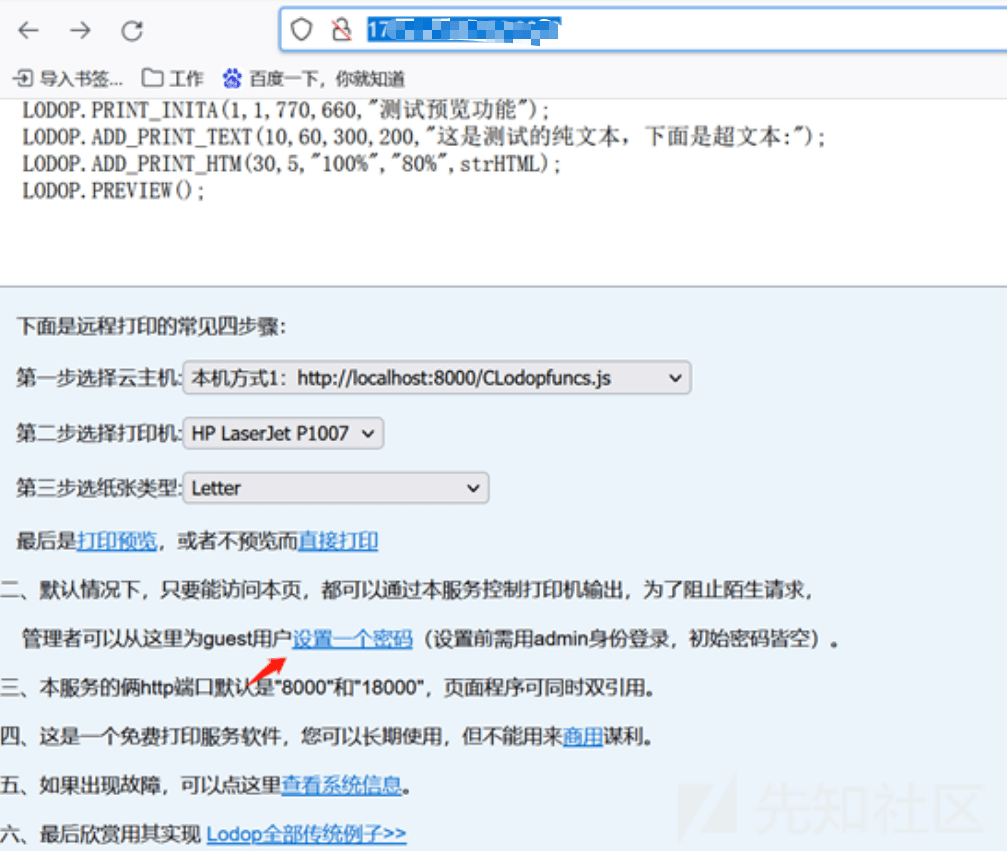 17
导入书签... 工作 百度一下，你就知道
LODOP.PRINT_INITA(1,1,770,660,"测试预览功能");
LODOP.ADD_PRINT_TEXT(10,60,300,200,"这是测试的纯文本，下面是超文本:");
LODOP.ADD_PRINT_HTM(30,5,"100%","80%",strHTML);
LODOP.PREVIEW();
下面是远程打印的常见四步骤:
第一步选择云主机:本机方式1：http://localhost:8000/CLodopfuncs.js
第二步选择打印机:HP LaserJet P1007
第三步选纸张类型:Letter
最后是打印预览，或者不预览而直接打印
二、默认情况下，只要能访问本页，都可以通过本服务控制打印机输出，为了阻止陌生请求，
管理者可以从这里为guest用户设置一个密码（设置前需用admin身份登录，初始密码皆空）。
三、本服务的俩http端口默认是"8000"和"18000"，页面程序可同时双引用。
四、这是一个免费打印服务软件，您可以长期使用，但不能用来商用谋利。
五、如果出现故障，可以点这里查看系统信息。
六、最后欣赏用其实现 Lodop全部传统例子>>
先知社区